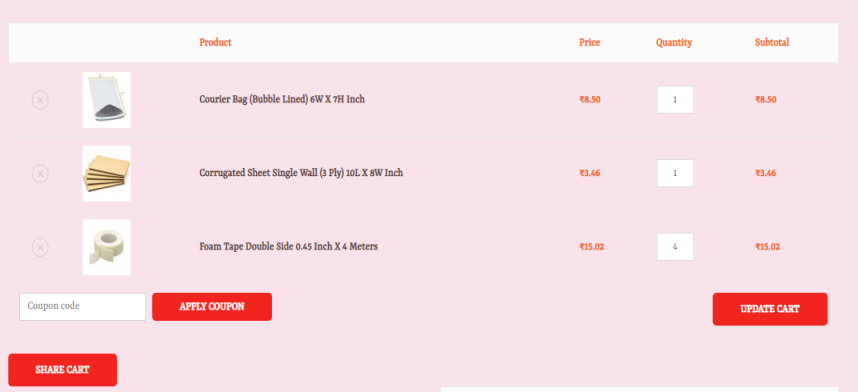 Product Price Quantity Subtotal
Courier Bag (Bubble Lined) 6W X 7H Inch ₹8.50 1 ₹8.50
Corrugated Sheet Single Wall (3 Ply) 10L X 8W Inch ₹3.46 1 ₹3.46
Foam Tape Double Side 0.45 Inch X 4 Meters ₹15.02 4 ₹15.02
Coupon code APPLY COUPON UPDATE CART
SHARE CART